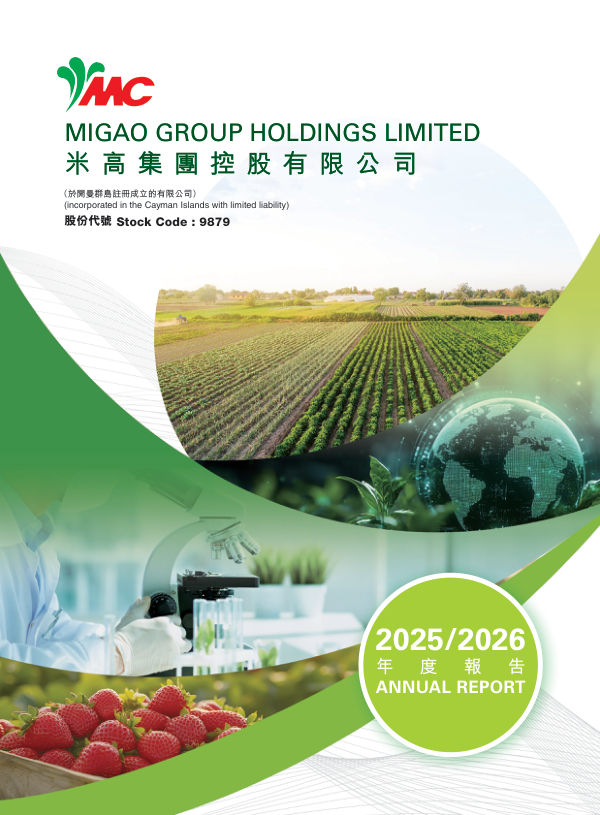 MC
MIGAO GROUP HOLDINGS LIMITED
米高集團控股有限公司
（於開曼群島註冊成立的有限公司）
(incorporated in the Cayman Islands with limited liability)
股份代號 Stock Code : 9879
2025/2026
年度報告
ANNUAL REPORT